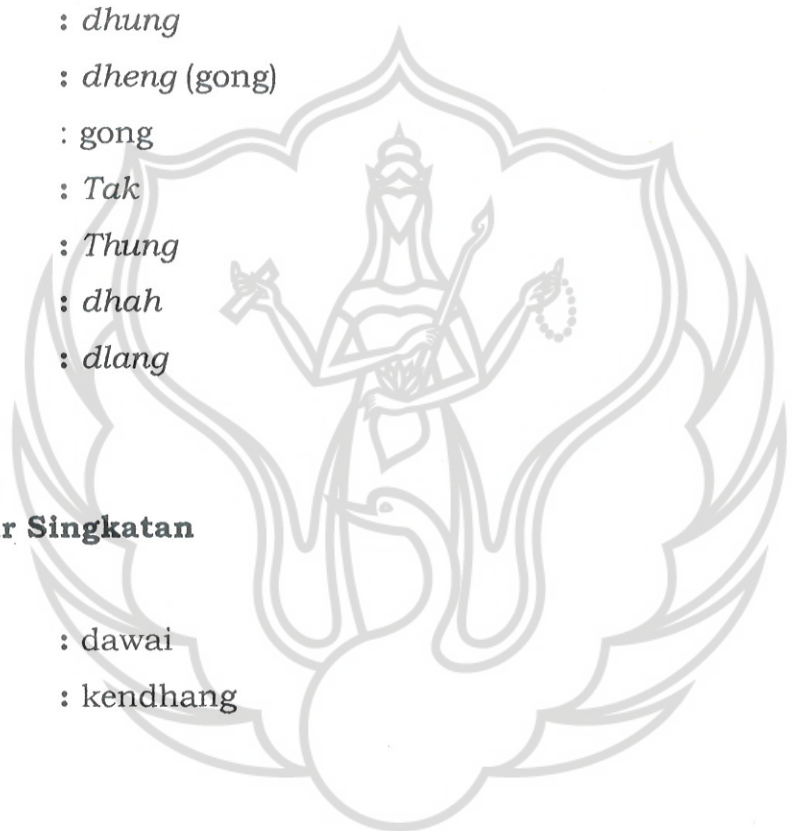 : dhung
: dheng (gong)
: gong
: Tak
: Thung
: dhah
: dlang
r Singkatan
: dawai
: kendhang